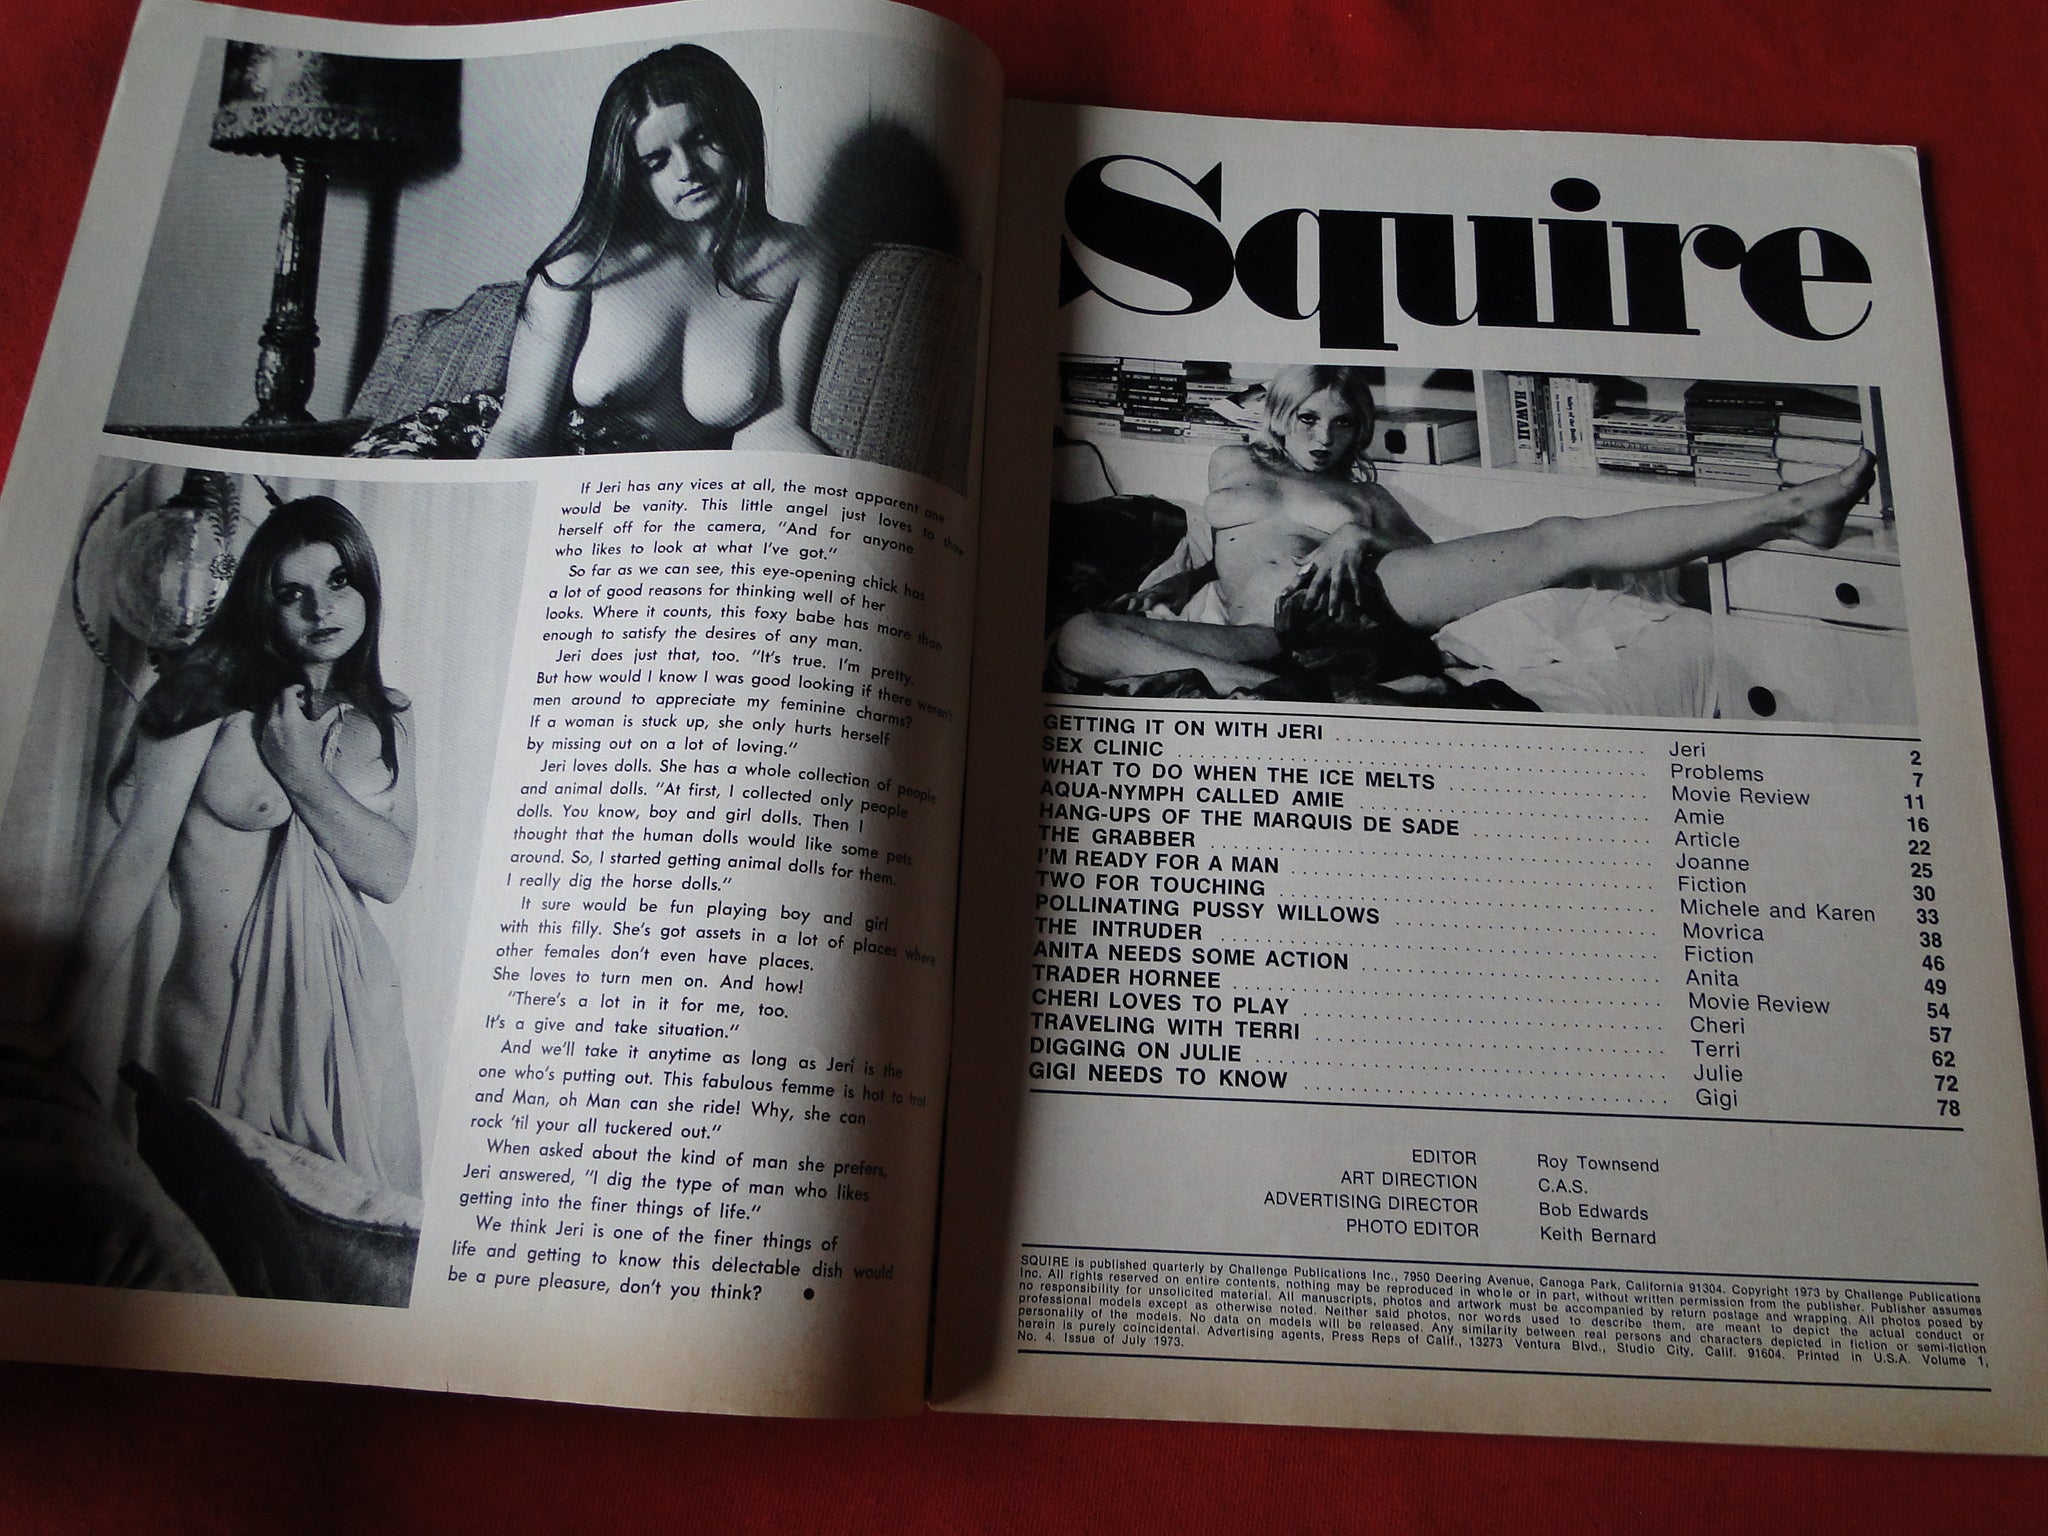 If Jeri has any vices at all, the most apparent one
would be vanity. This little angel just loves to show
herself off for the camera, "And for anyone
who likes to look at what I've got."
So far as we can see, this eye-opening chick has
a lot of good reasons for thinking well of her
looks. Where it counts, this foxy babe has more than
enough to satisfy the desires of any man.
Jeri does just that, too. "It's true. I'm pretty.
But how would I know I was good looking if there weren't
men around to appreciate my feminine charms?
If a woman is stuck up, she only hurts herself
by missing out on a lot of loving."
Jeri loves dolls. She has a whole collection of people
and animal dolls. "At first, I collected only people
dolls. You know, boy and girl dolls. Then I
thought that the human dolls would like some pets
around. So, I started getting animal dolls for them.
I really dig the horse dolls."
It sure would be fun playing boy and girl
with this filly. She's got assets in a lot of places where
other females don't even have places.
She loves to turn men on. And how!
"There's a lot in it for me, too.
It's a give and take situation."
And we'll take it anytime as long as Jeri is the
one who's putting out. This fabulous femme is hot to trot
and Man, oh Man can she ride! Why, she can
rock 'til your all tuckered out."
When asked about the kind of man she prefers,
Jeri answered, "I dig the type of man who likes
getting into the finer things of life."
We think Jeri is one of the finer things of
life and getting to know this delectable dish would
be a pure pleasure, don't you think? ●
Squire
HAWAII
GETTING IT ON WITH JERI . . . . . Jeri 2
SEX CLINIC . . . . . Problems 7
WHAT TO DO WHEN THE ICE MELTS . . . . . Movie Review 11
AQUA-NYMPH CALLED AMIE . . . . . Amie 16
HANG-UPS OF THE MARQUIS DE SADE . . . . . Article 22
THE GRABBER . . . . . Joanne 25
I'M READY FOR A MAN . . . . . Fiction 30
TWO FOR TOUCHING . . . . . Michele and Karen 33
POLLINATING PUSSY WILLOWS . . . . . Movrica 38
THE INTRUDER . . . . . Fiction 46
ANITA NEEDS SOME ACTION . . . . . Anita 49
TRADER HORNEE . . . . . Movie Review 54
CHERI LOVES TO PLAY . . . . . Cheri 57
TRAVELING WITH TERRI . . . . . Terri 62
DIGGING ON JULIE . . . . . Julie 72
GIGI NEEDS TO KNOW . . . . . Gigi 78
EDITOR Roy Townsend
ART DIRECTION C.A.S.
ADVERTISING DIRECTOR Bob Edwards
PHOTO EDITOR Keith Bernard
SQUIRE is published quarterly by Challenge Publications Inc., 7950 Deering Avenue, Canoga Park, California 91304. Copyright 1973 by Challenge Publications
Inc. All rights reserved on entire contents, nothing may be reproduced in whole or in part, without written permission from the publisher. Publisher assumes
no responsibility for unsolicited material. All manuscripts, photos and artwork must be accompanied by return postage and wrapping. All photos posed by
professional models except as otherwise noted. Neither said photos, nor words used to describe them, are meant to depict the actual conduct or
personality of the models. No data on models will be released. Any similarity between real persons and characters depicted in fiction or semi-fiction
herein is purely coincidental. Advertising agents, Press Reps of Calif., 13273 Ventura Blvd., Studio City, Calif. 91604. Printed in U.S.A. Volume 1,
No. 4. Issue of July 1973.